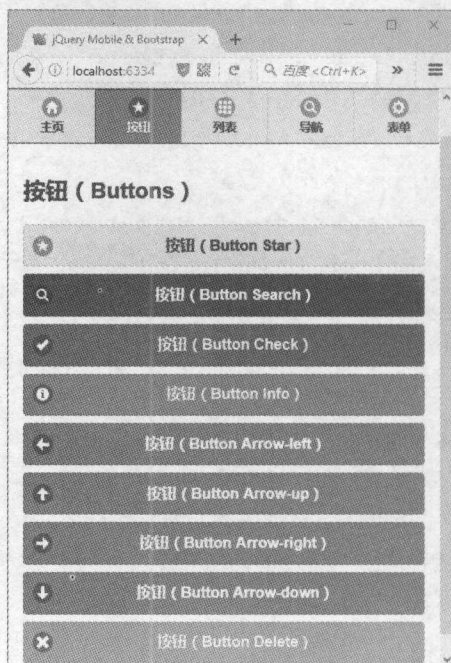 jQuery Mobile & Bootstrap
localhost:6334
百度 <Ctrl+K>
主页 按钮 列表 导航 表单
按钮 ( Buttons )
按钮 ( Button Star )
按钮 ( Button Search )
按钮 ( Button Check )
按钮 ( Button Info )
按钮 ( Button Arrow-left )
按钮 ( Button Arrow-up )
按钮 ( Button Arrow-right )
按钮 ( Button Arrow-down )
按钮 ( Button Delete )